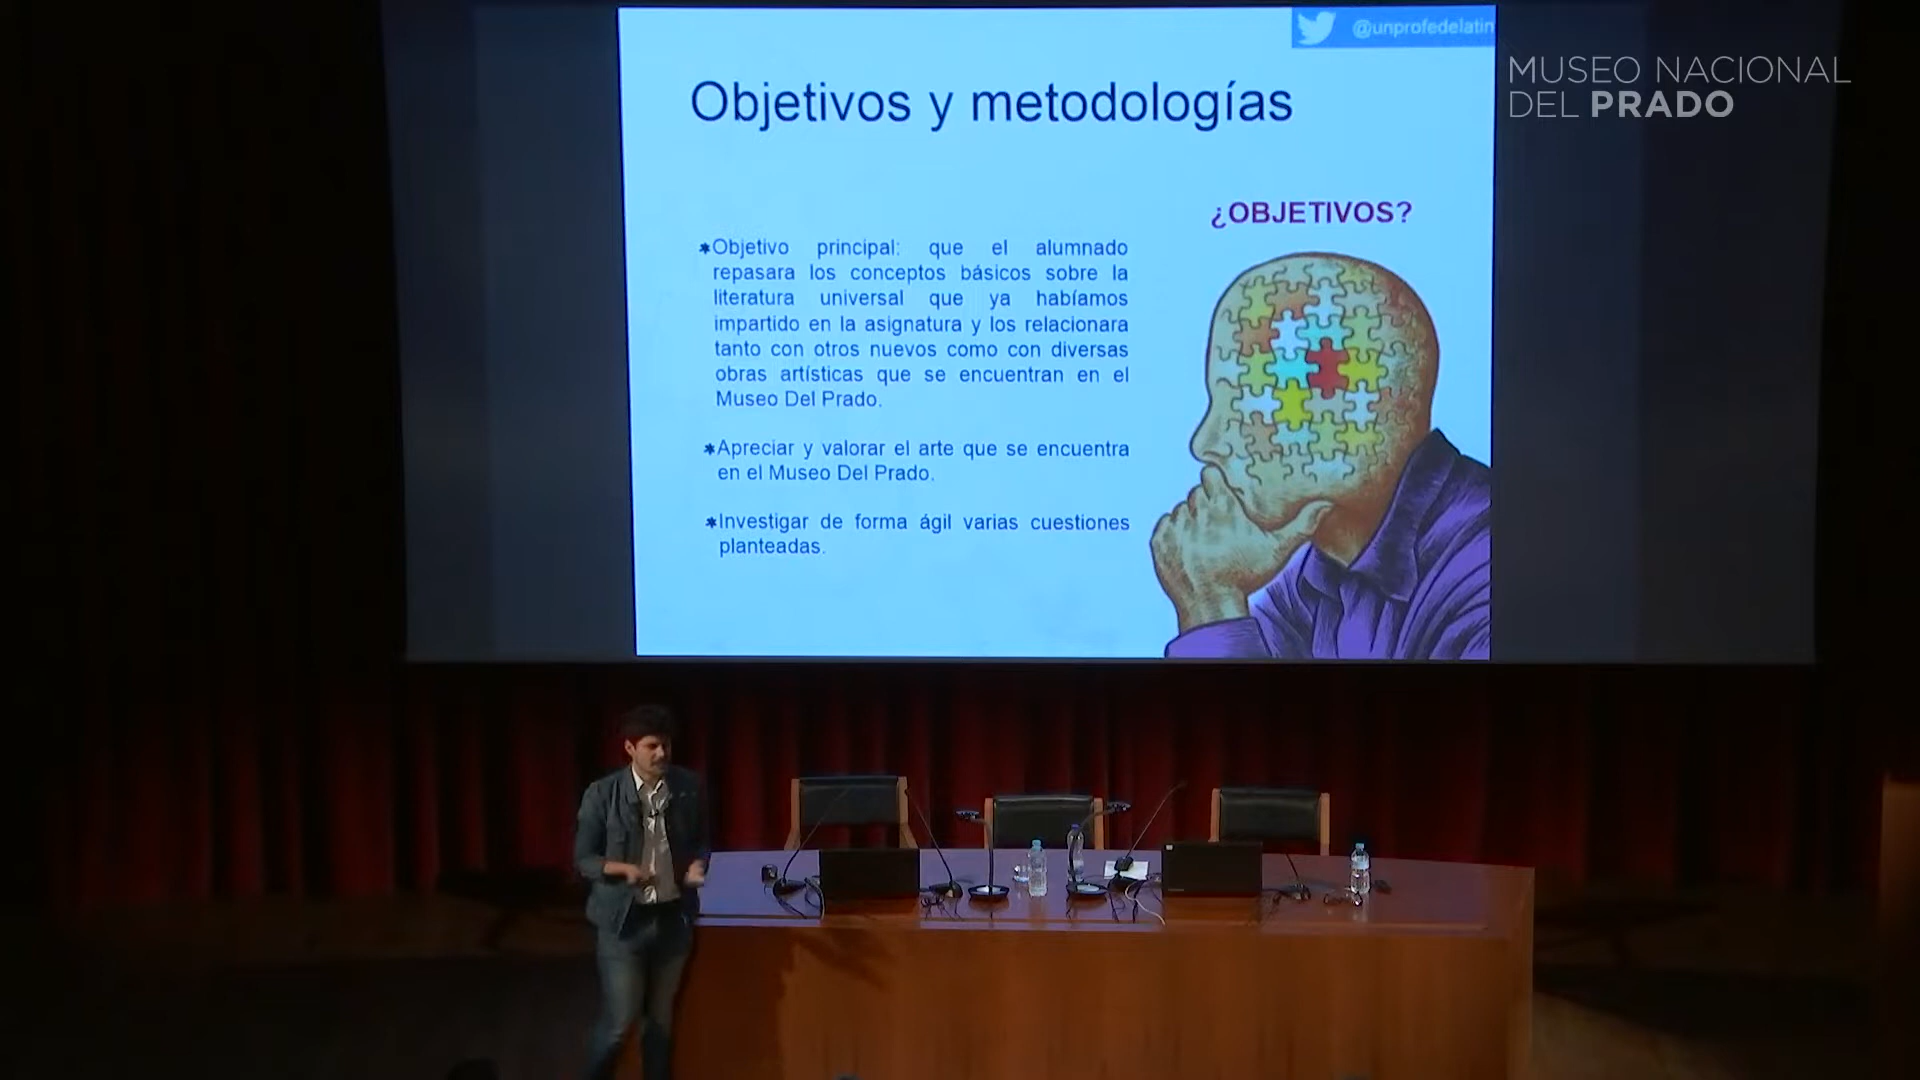 @unprofedelatin
MUSEO NACIONAL
DEL PRADO
Objetivos y metodologías
¿OBJETIVOS?
✱Objetivo principal: que el alumnado
repasara los conceptos básicos sobre la
literatura universal que ya habíamos
impartido en la asignatura y los relacionara
tanto con otros nuevos como con diversas
obras artísticas que se encuentran en el
Museo Del Prado.
✱Apreciar y valorar el arte que se encuentra
en el Museo Del Prado.
✱Investigar de forma ágil varias cuestiones
planteadas.